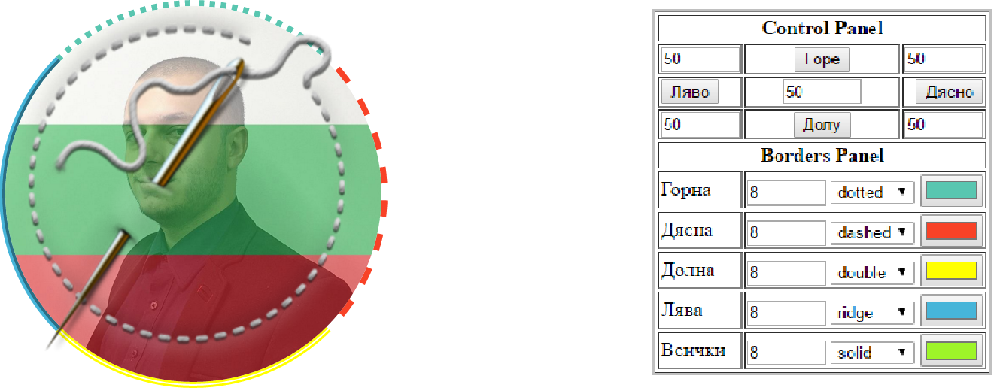 Control Panel
50 Горе 50
Ляво 50 Дясно
50 Долу 50
Borders Panel
Горна 8 dotted
Дясна 8 dashed
Долна 8 double
Лява 8 ridge
Всички 8 solid